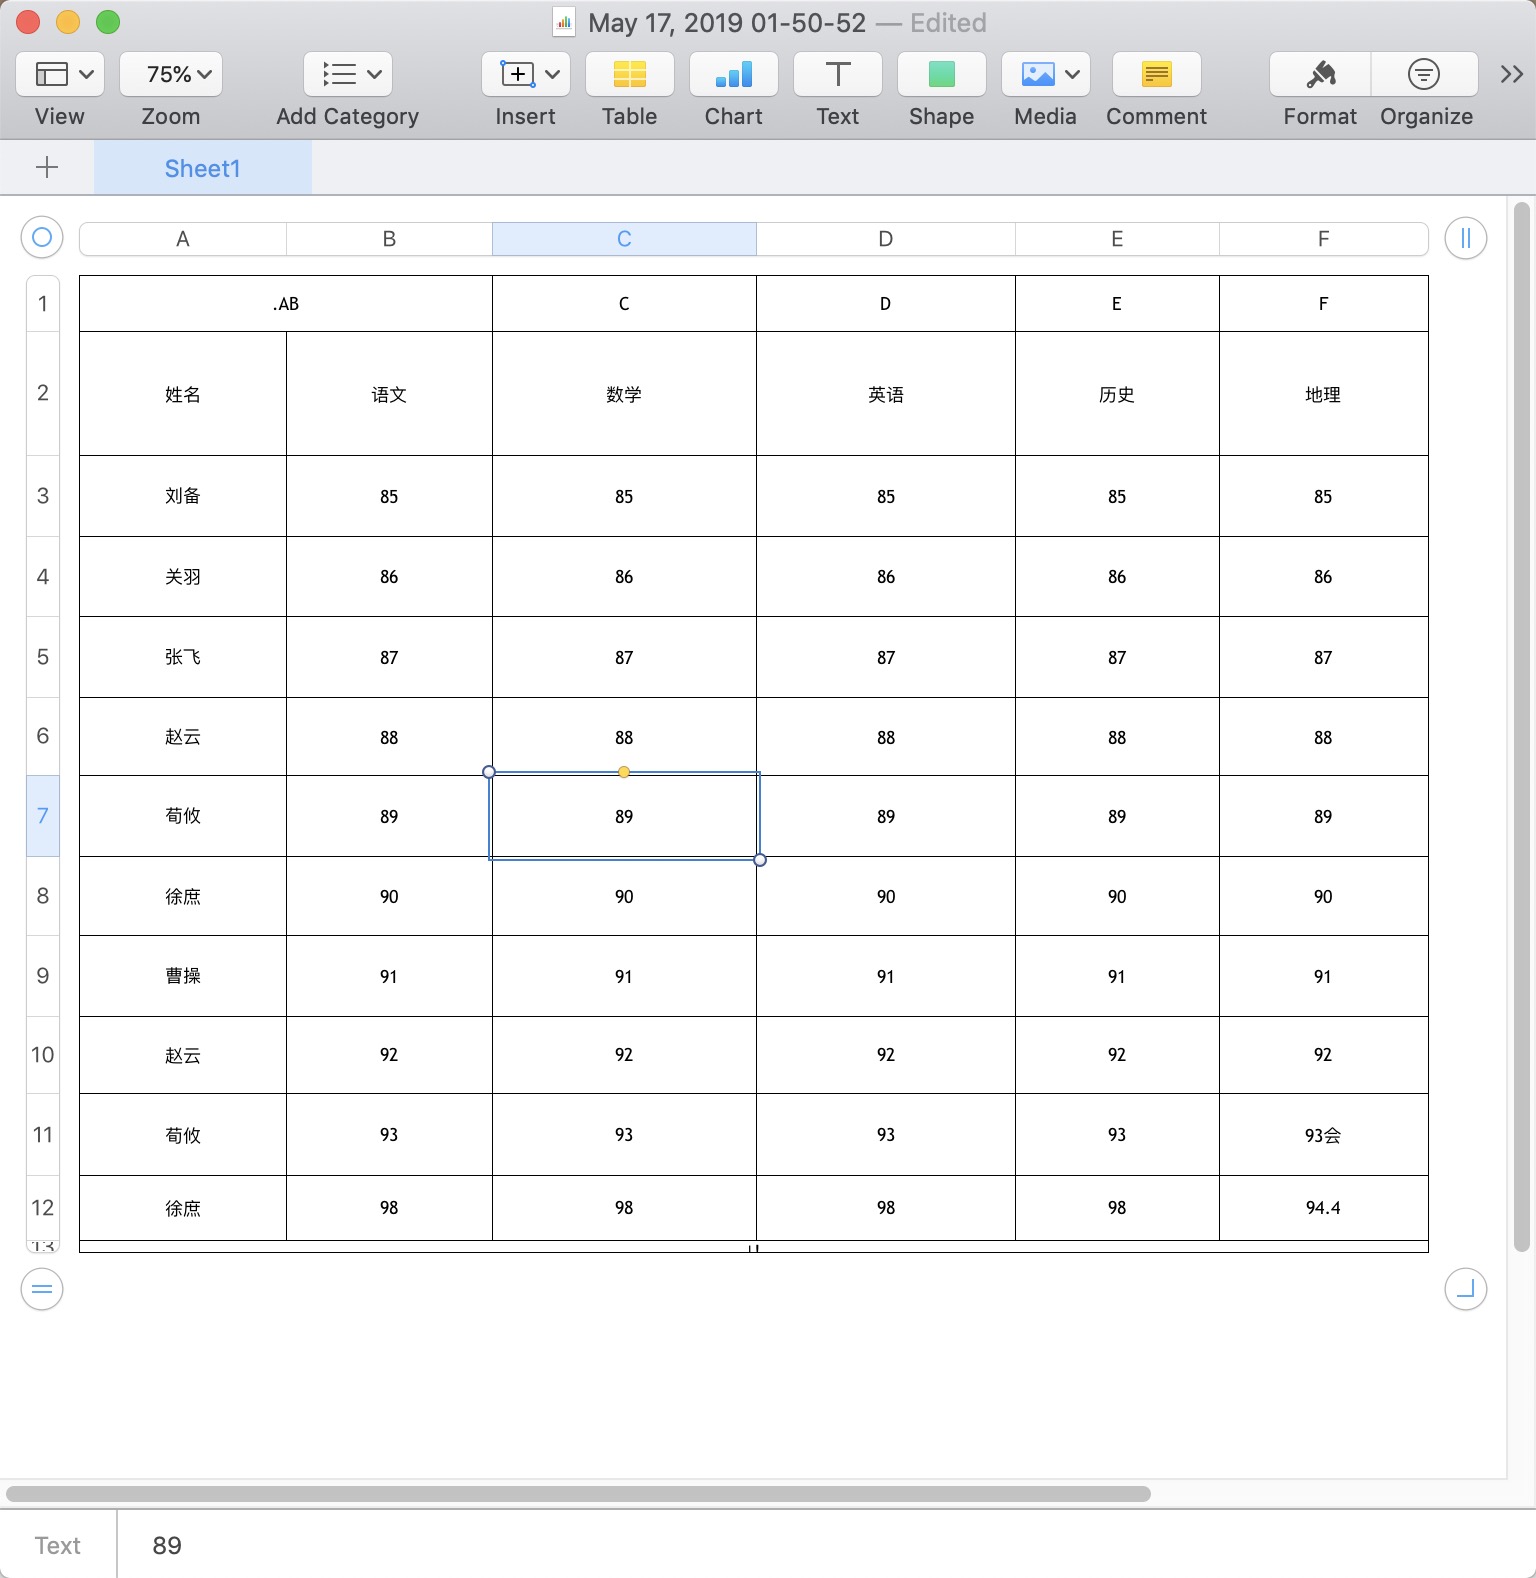 May 17, 2019 01-50-52 — Edited
75%
View Zoom Add Category Insert Table Chart Text Shape Media Comment Format Organize
Sheet1
A B C D E F
1 .AB C D E F
2 姓名 语文 数学 英语 历史 地理
3 刘备 85 85 85 85 85
4 关羽 86 86 86 86 86
5 张飞 87 87 87 87 87
6 赵云 88 88 88 88 88
7 荀攸 89 89 89 89 89
8 徐庶 90 90 90 90 90
9 曹操 91 91 91 91 91
10 赵云 92 92 92 92 92
11 荀攸 93 93 93 93 93会
12 徐庶 98 98 98 98 94.4
13
Text 89